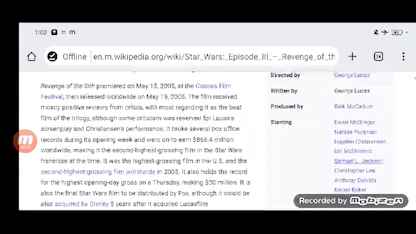 1:02
Offline en.m.wikipedia.org/wiki/Star_Wars:_Episode_III_–_Revenge_of_th
Revenge of the Sith premiered on May 15, 2005, at the Cannes Film
Festival, then released worldwide on May 19, 2005. The film received
mostly positive reviews from critics, with most regarding it as the best
film of the trilogy, although some criticism was reserved for Lucas's
screenplay and Christensen's performance. It broke several box office
records during its opening week and went on to earn $868.4 million
worldwide, making it the second-highest-grossing film in the Star Wars
franchise at the time. It was the highest-grossing film in the U.S. and the
second-highest-grossing film worldwide in 2005. It also holds the
record for the highest opening-day gross on a Thursday, making $50 million. It is
also the final Star Wars film to be distributed by Fox, although it would be
also acquired by Disney 5 years after it acquired Lucasfilm.
Directed by George Lucas
Written by George Lucas
Produced by Rick McCallum
Starring Ewan McGregor
Natalie Portman
Hayden Christensen
Ian McDiarmid
Samuel L. Jackson
Christopher Lee
Anthony Daniels
Kenny Baker
Recorded by mobizen